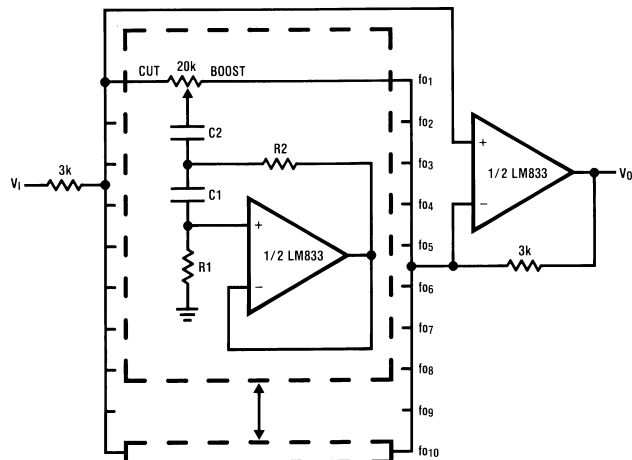 CUT 20k BOOST
fo1
C2
fo2
R2
fo3
+
1/2 LM833
VO
3k
VI
C1
fo4
−
+
1/2 LM833
fo5
3k
R1
−
fo6
fo7
fo8
fo9
fo10